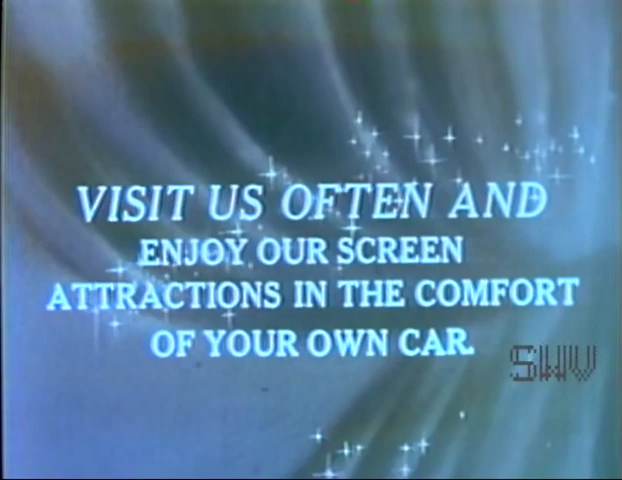 VISIT US OFTEN AND
ENJOY OUR SCREEN
ATTRACTIONS IN THE COMFORT
OF YOUR OWN CAR.
SWV